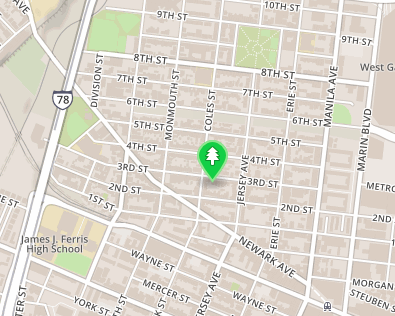 10TH ST
9TH ST
AVE
9TH ST
8TH ST
8TH ST
West Ga
7TH ST
7TH ST
DIVISION ST
MONMOUTH ST
COLES ST
ERIE ST
MANILA AVE
MARIN BLVD
78
6TH ST
6TH ST
5TH ST
5TH ST
4TH ST
4TH ST
3RD ST
3RD ST
METRO
2ND ST
2ND ST
2ND
1ST ST
JERSEY AVE
ERIE ST
James J. Ferris
High School
NEWARK AVE
WAYNE ST
WAYNE ST
MERCER ST
YORK ST
ERSEY AVE
MORGAN
STEUBEN S
TER ST